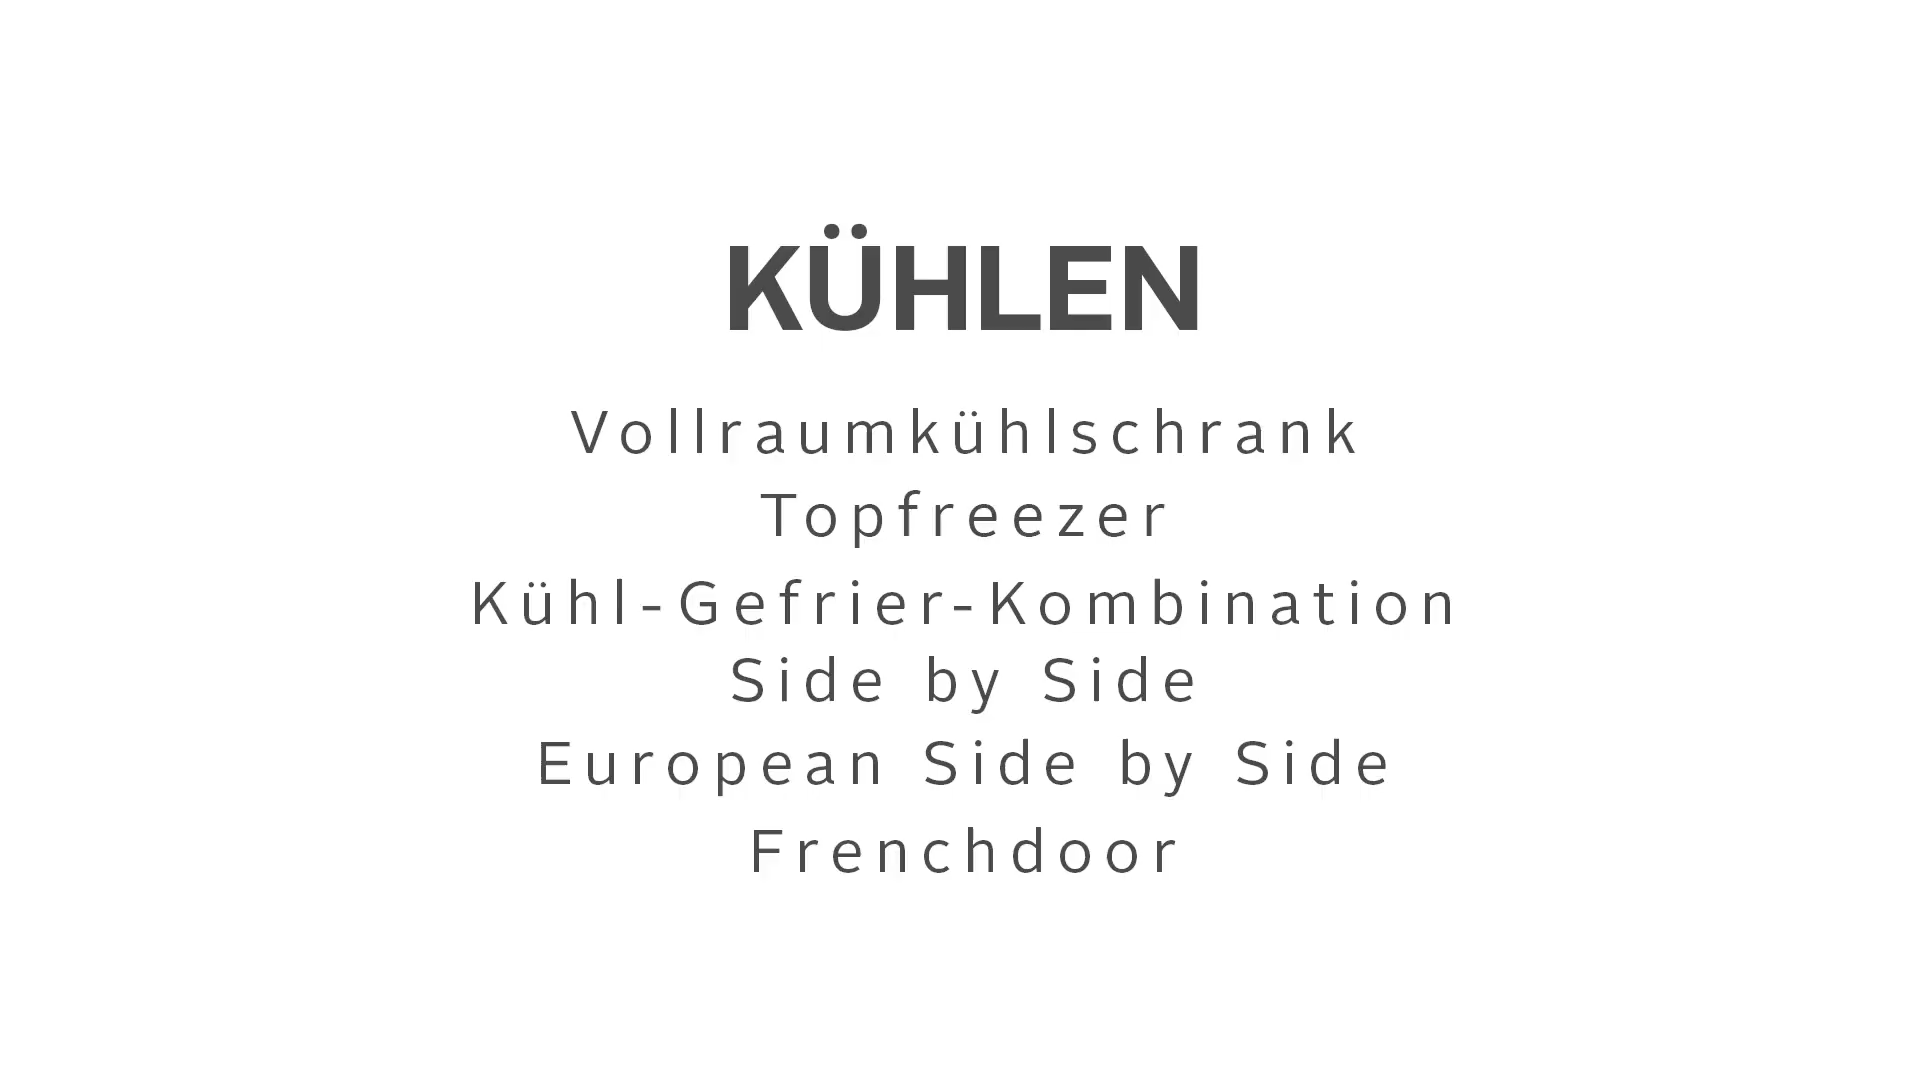 KÜHLEN
Vollraumkühlschrank
Topfreezer
Kühl-Gefrier-Kombination
Side by Side
European Side by Side
Frenchdoor